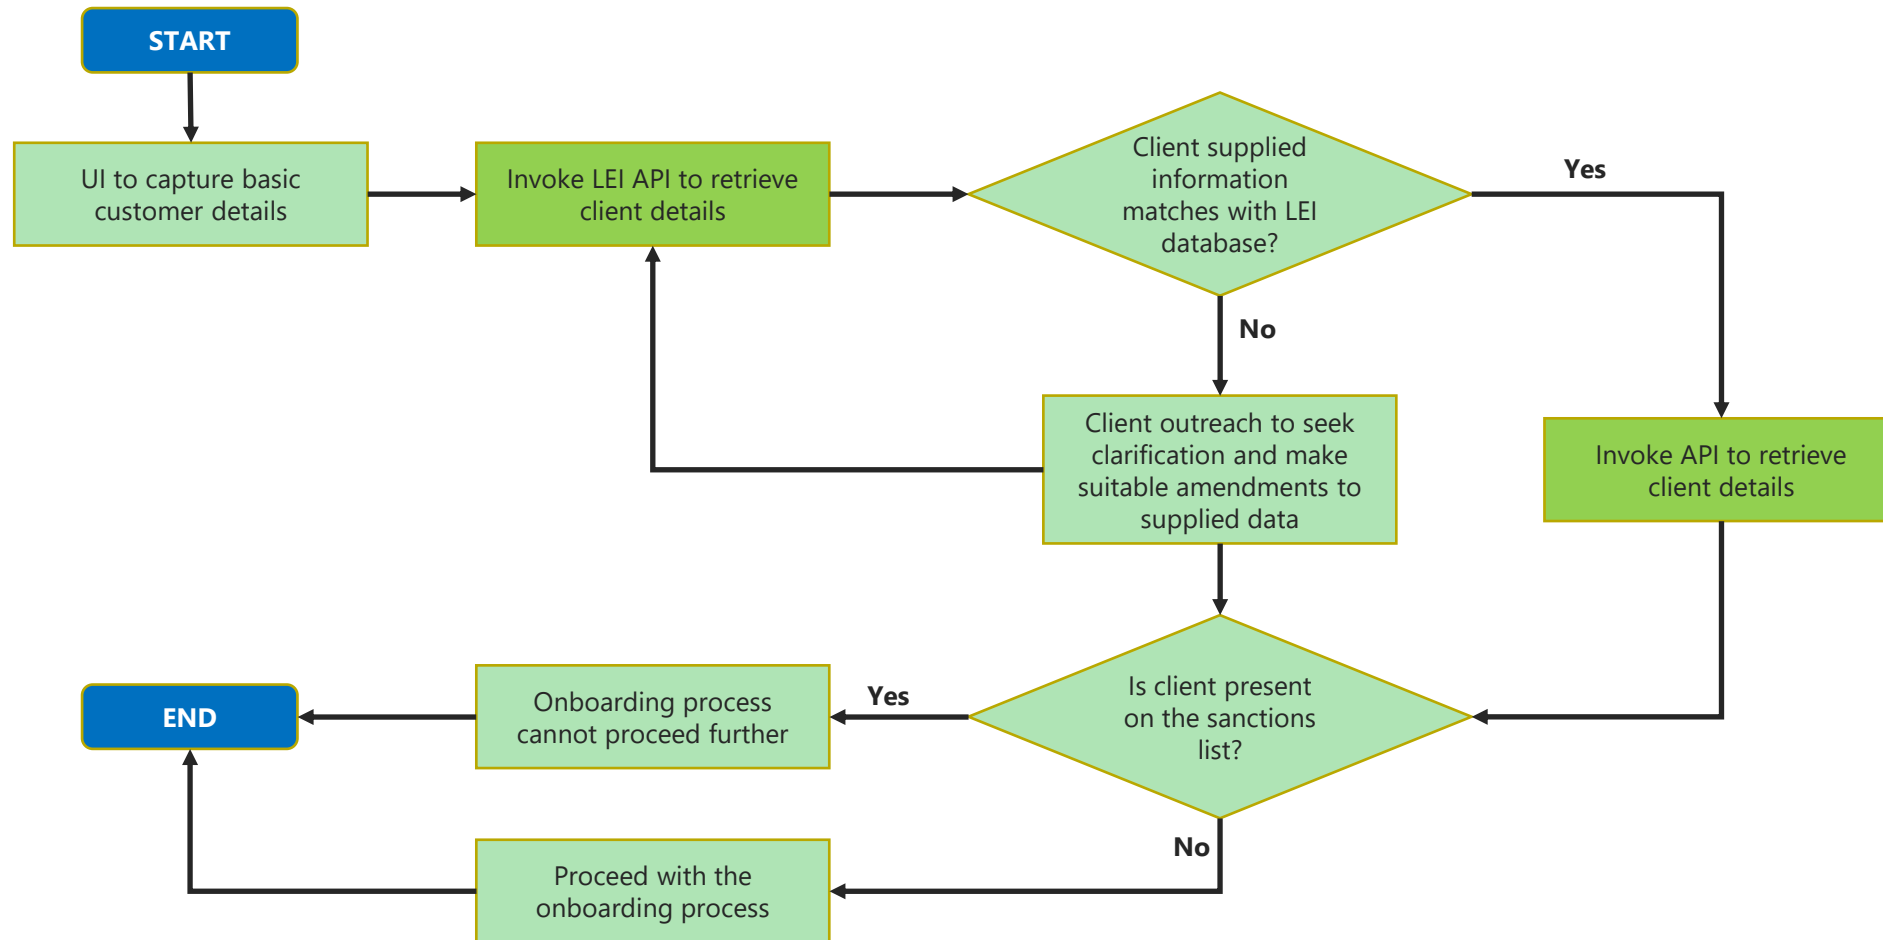 START
UI to capture basic
customer details
Invoke LEI API to retrieve
client details
Client supplied
information
matches with LEI
database?
Yes
No
Client outreach to seek
clarification and make
suitable amendments to
supplied data
Invoke API to retrieve
client details
Is client present
on the sanctions
list?
Yes
Onboarding process
cannot proceed further
END
No
Proceed with the
onboarding process